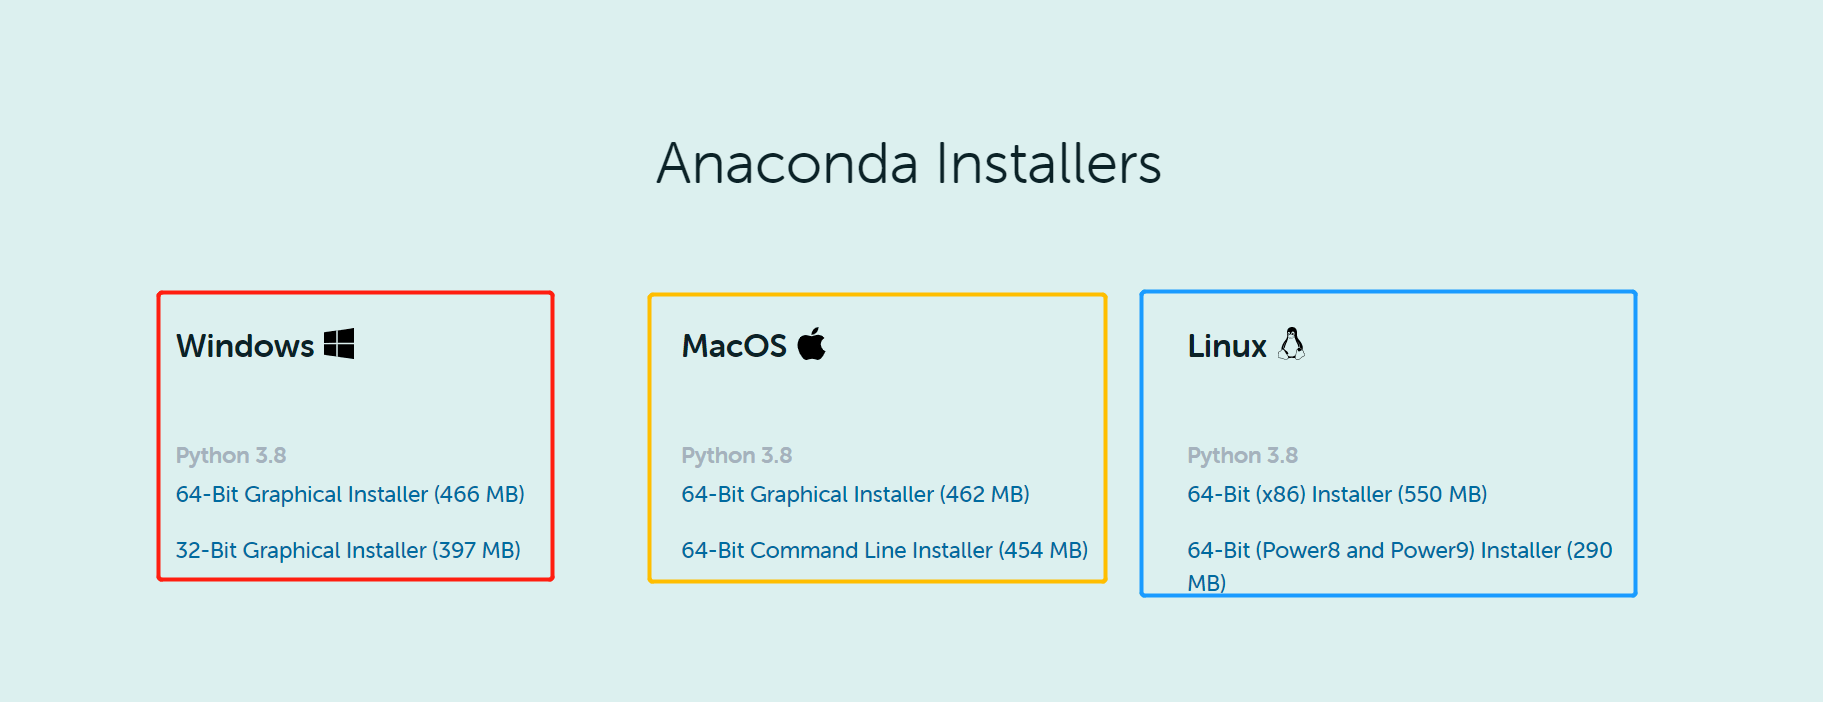 Anaconda Installers
Windows
Python 3.8
64-Bit Graphical Installer (466 MB)
32-Bit Graphical Installer (397 MB)
MacOS
Python 3.8
64-Bit Graphical Installer (462 MB)
64-Bit Command Line Installer (454 MB)
Linux
Python 3.8
64-Bit (x86) Installer (550 MB)
64-Bit (Power8 and Power9) Installer (290
MB)